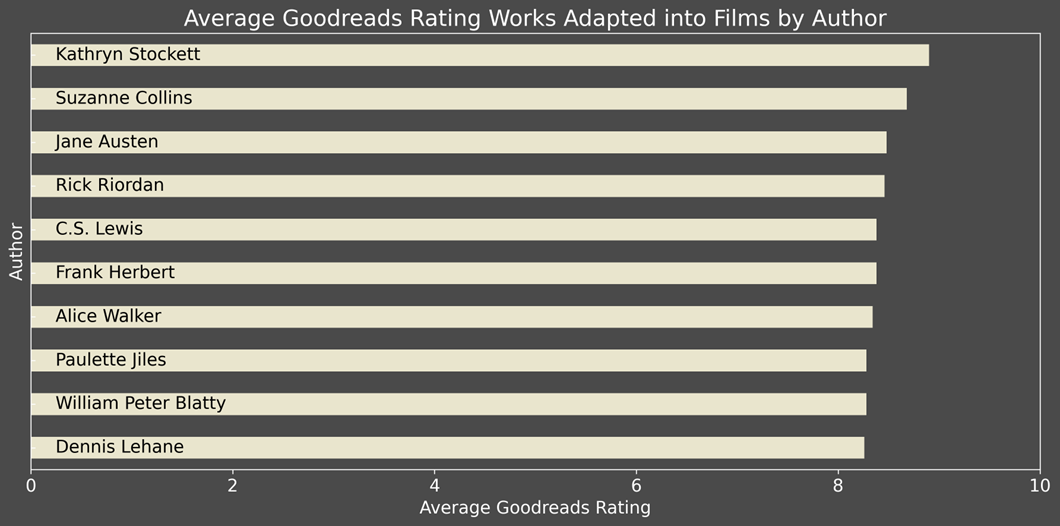 Average Goodreads Rating Works Adapted into Films by Author
Kathryn Stockett
Suzanne Collins
Jane Austen
Rick Riordan
C.S. Lewis
Frank Herbert
Alice Walker
Paulette Jiles
William Peter Blatty
Dennis Lehane
Author
0 2 4 6 8 10
Average Goodreads Rating